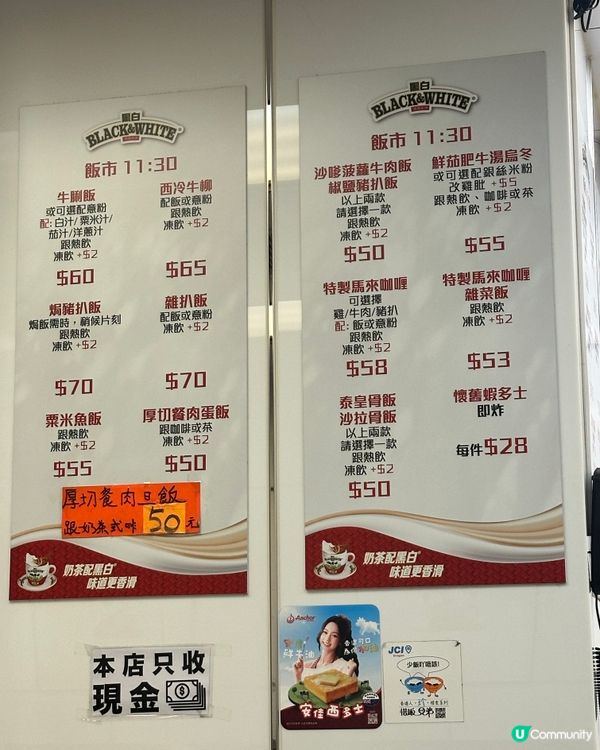 黑白
BLACK&WHITE
飯市 11:30
牛脷飯
或可選配意粉
配: 白汁/粟米汁/
茄汁/洋蔥汁
跟熱飲
凍飲 +$2
$60
西冷牛柳
配飯或意粉
跟熱飲
凍飲 +$2
$65
焗豬扒飯
焗飯需時，稍候片刻
跟熱飲
凍飲 +$2
$70
雜扒飯
配飯或意粉
跟熱飲
凍飲 +$2
$70
粟米魚飯
跟熱飲
凍飲 +$2
$55
厚切餐肉蛋飯
跟咖啡或茶
凍飲 +$2
$50
厚切餐肉旦飯
跟奶茶或啡 50元
奶茶配黑白
味道更香滑
黑白
BLACK&WHITE
飯市 11:30
沙嗲菠蘿牛肉飯
椒鹽豬扒飯
以上兩款
請選擇一款
跟熱飲
凍飲 +$2
$50
鮮茄肥牛湯烏冬
或可選配銀絲米粉
改雞肶 +$5
跟熱飲、咖啡或茶
凍飲 +$2
$55
特製馬來咖喱
可選擇
雞/牛肉/豬扒
配: 飯或意粉
跟熱飲
凍飲 +$2
$58
特製馬來咖喱
雜菜飯
跟熱飲
凍飲 +$2
$53
泰皇骨飯
沙拉骨飯
以上兩款
請選擇一款
跟熱飲
凍飲 +$2
$50
懷舊蝦多士
即炸
每件 $28
奶茶配黑白
味道更香滑
本店只收
現金
Anchor
安佳西多士
JCI
U Community